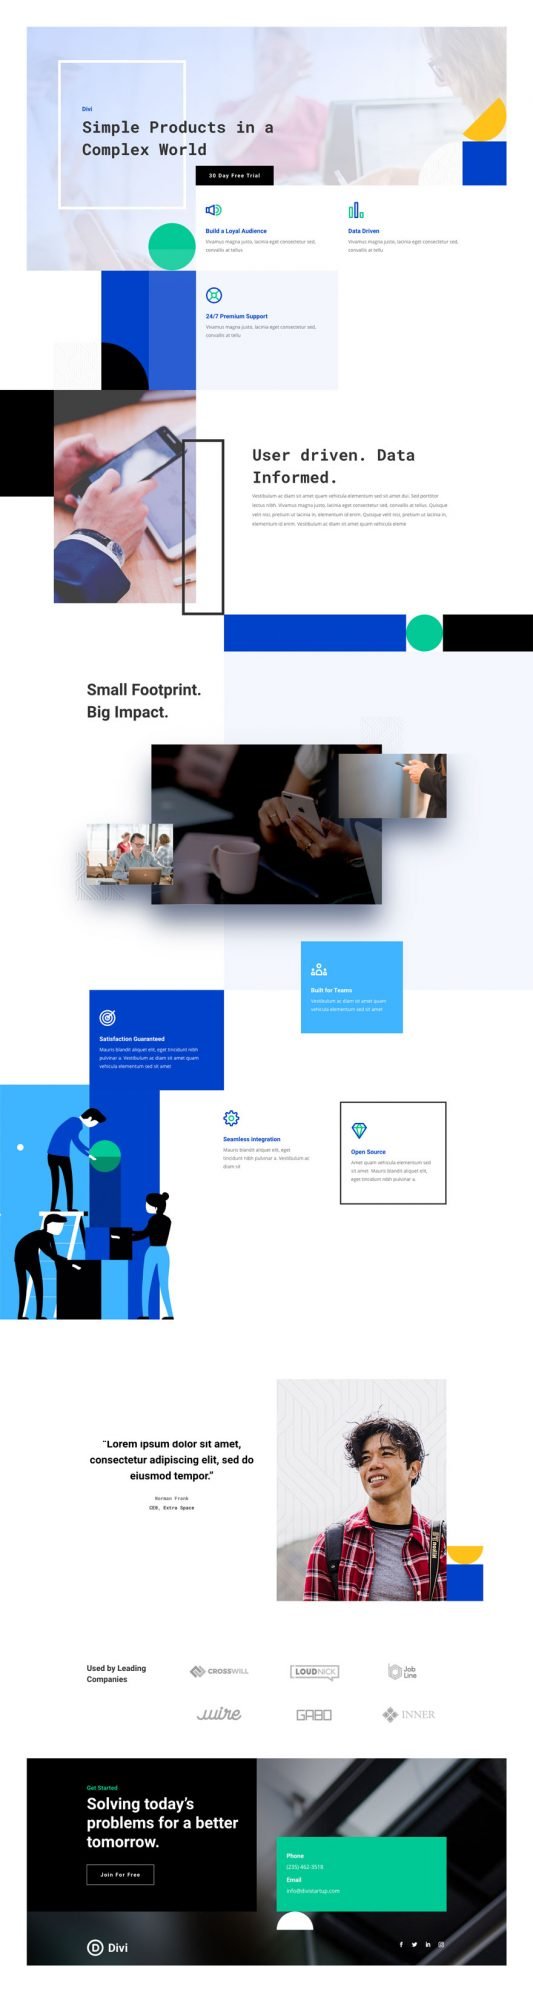 Divi
Simple Products in a
Complex World
30 Day Free Trial
Build a Loyal Audience
Vivamus magna justo, lacinia eget consectetur sed,
convallis at tellus
Data Driven
Vivamus magna justo, lacinia eget consectetur sed,
convallis at tellu
24/7 Premium Support
Vivamus magna justo, lacinia eget consectetur sed,
convallis at tellu
User driven. Data
Informed.
Vestibulum ac diam sit amet quam vehicula elementum sed sit amet dui. Sed porttitor
lectus nibh. Vivamus magna justo, lacinia eget consectetur sed, convallis at tellus. Quisque
velit nisi, pretium ut lacinia in, elementum id enim. Quisque velit nisi, pretium ut lacinia in,
elementum id enim. Vestibulum ac diam sit amet quam vehicula eleme
Small Footprint.
Big Impact.
Built for Teams
Vestibulum ac diam sit amet quam
vehicula elementum sed sit amet
Satisfaction Guaranteed
Mauris blandit aliquet elit, eget tincidunt nibh
pulvinar a. Vestibulum ac diam sit amet quam
vehicula elementum sed sit amet
Seamless integration
Mauris blandit aliquet elit, eget
tincidunt nibh pulvinar a. Vestibulum ac
diam sit
Open Source
Amet quam vehicula elementum sed
sit amet. Mauris blandit aliquet elit,
eget tincidunt nibh pulvinar a.
"Lorem ipsum dolor sit amet,
consectetur adipiscing elit, sed do
eiusmod tempor."
Norman Frank
CEO, Extra Space
Used by Leading
Companies
CROSSWILL
LOUDNICK
Job
Line
wire
GABO
INNER
Get Started
Solving today's
problems for a better
tomorrow.
Join For Free
Phone
(235) 462-3518
Email
info@divistartup.com
Divi